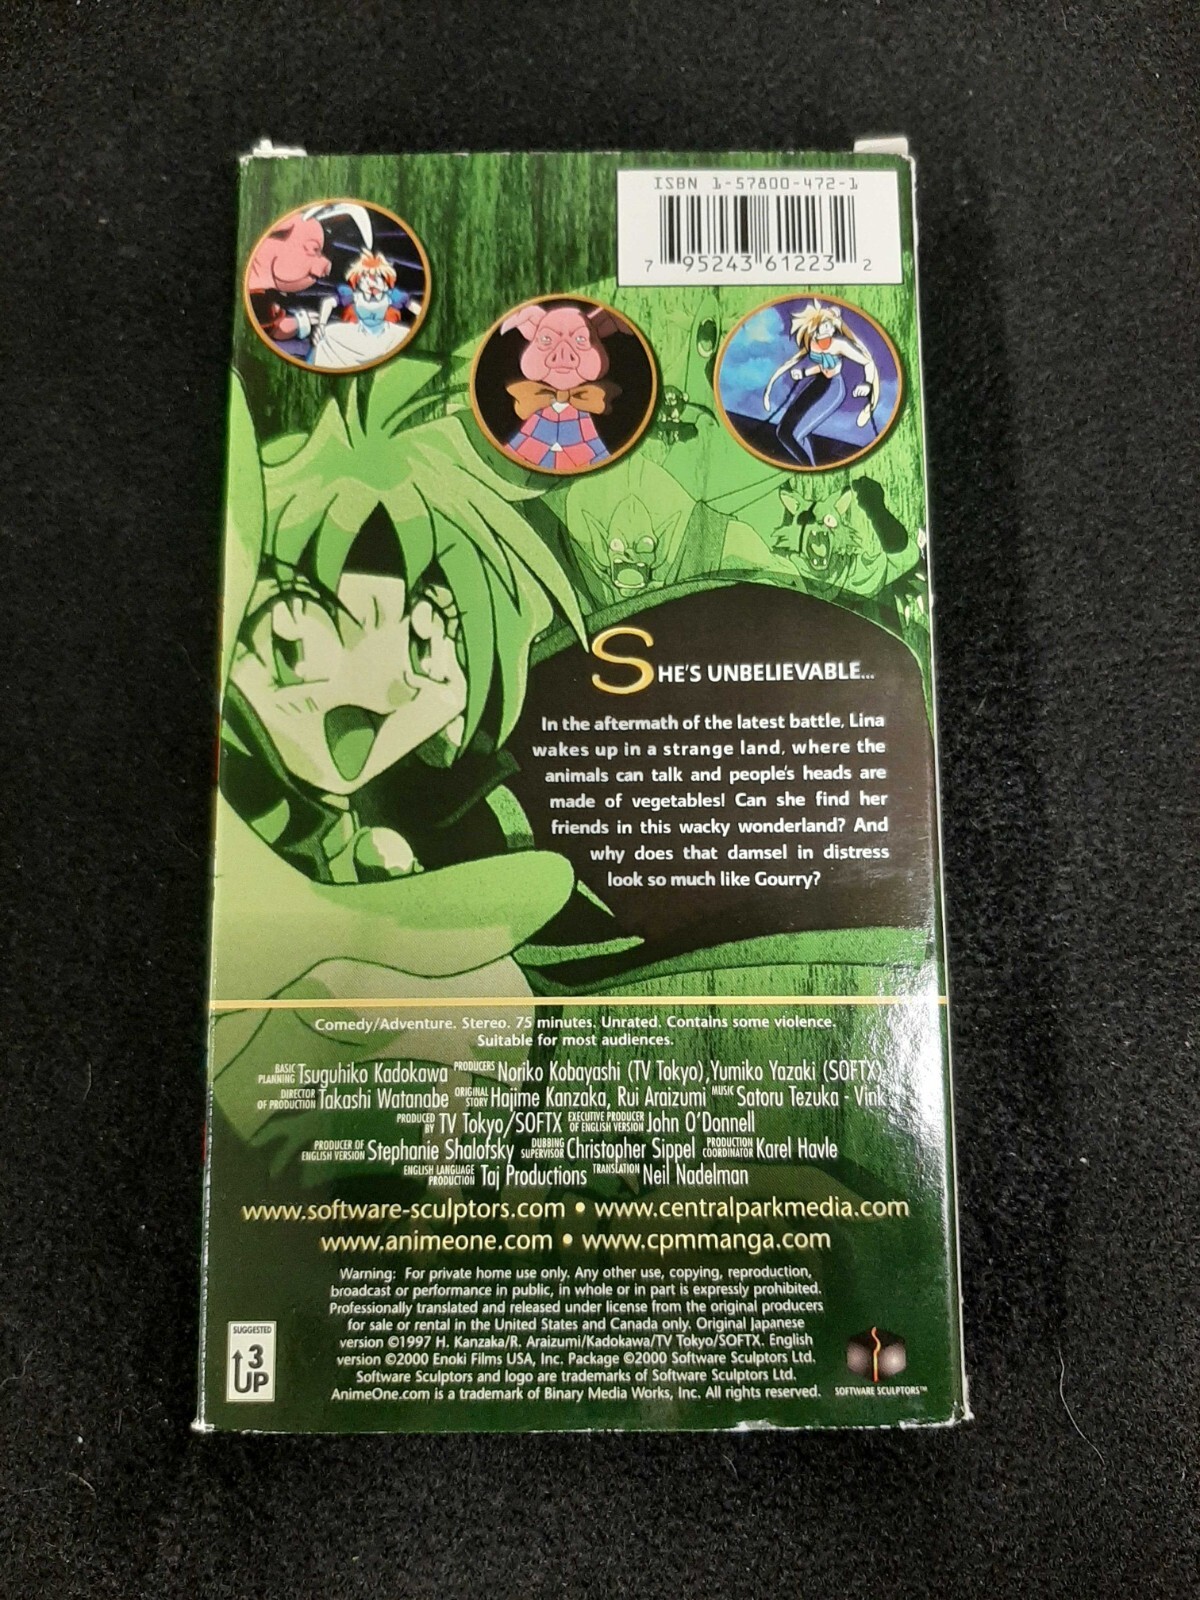 ISBN 1-57800-472-1
7 95243 61223 2
SHE'S UNBELIEVABLE...
In the aftermath of the latest battle, Lina
wakes up in a strange land, where the
animals can talk and people's heads are
made of vegetables! Can she find her
friends in this wacky wonderland? And
why does that damsel in distress
look so much like Gourry?
Comedy/Adventure. Stereo. 75 minutes. Unrated. Contains some violence.
Suitable for most audiences.
BASIC PLANNING Tsuguhiko Kadokawa PRODUCERS Noriko Kobayashi (TV Tokyo), Yumiko Yazaki (SOFTX)
DIRECTOR OF PRODUCTION Takashi Watanabe ORIGINAL STORY Hajime Kanzaka, Rui Araizumi MUSIC Satoru Tezuka - Vink
PRODUCED BY TV Tokyo/SOFTX EXECUTIVE PRODUCER OF ENGLISH VERSION John O'Donnell
PRODUCER OF ENGLISH VERSION Stephanie Shalofsky DUBBING SUPERVISOR Christopher Sippel PRODUCTION COORDINATOR Karel Havle
ENGLISH LANGUAGE PRODUCTION Taj Productions TRANSLATION Neil Nadelman
www.software-sculptors.com • www.centralparkmedia.com
www.animeone.com • www.cpmmanga.com
Warning: For private home use only. Any other use, copying, reproduction,
broadcast or performance in public, in whole or in part is expressly prohibited.
Professionally translated and released under license from the original producers
for sale or rental in the United States and Canada only. Original Japanese
version ©1997 H. Kanzaka/R. Araizumi/Kadokawa/TV Tokyo/SOFTX. English
version ©2000 Enoki Films USA, Inc. Package ©2000 Software Sculptors Ltd.
Software Sculptors and logo are trademarks of Software Sculptors Ltd.
AnimeOne.com is a trademark of Binary Media Works, Inc. All rights reserved.
SUGGESTED
3
UP
SOFTWARE SCULPTORS™